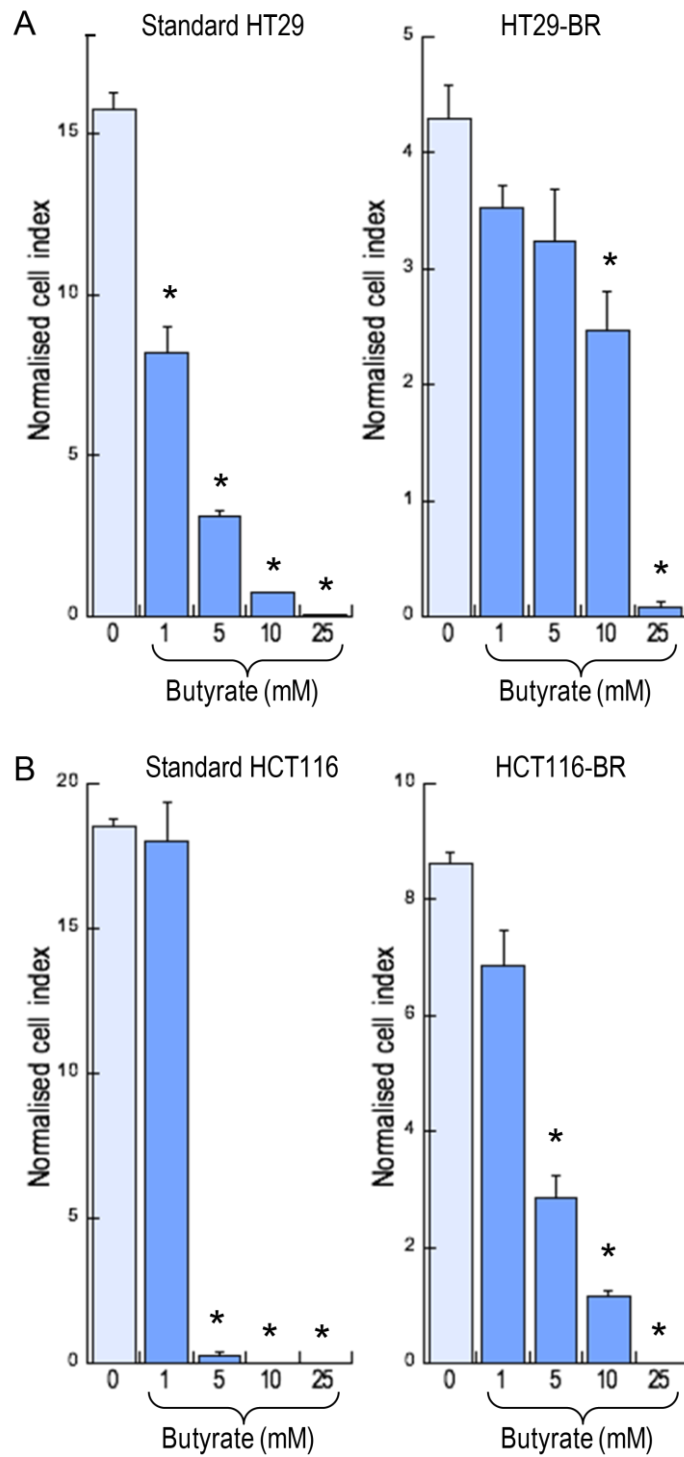 A
Standard HT29
HT29-BR
Normalised cell index
15
10
5
0
0 1 5 10 25
Butyrate (mM)
* * * *
Normalised cell index
5
4
3
2
1
0
0 1 5 10 25
Butyrate (mM)
* *
B
Standard HCT116
HCT116-BR
Normalised cell index
20
15
10
5
0
0 1 5 10 25
Butyrate (mM)
* * *
Normalised cell index
10
8
6
4
2
0
0 1 5 10 25
Butyrate (mM)
* * *